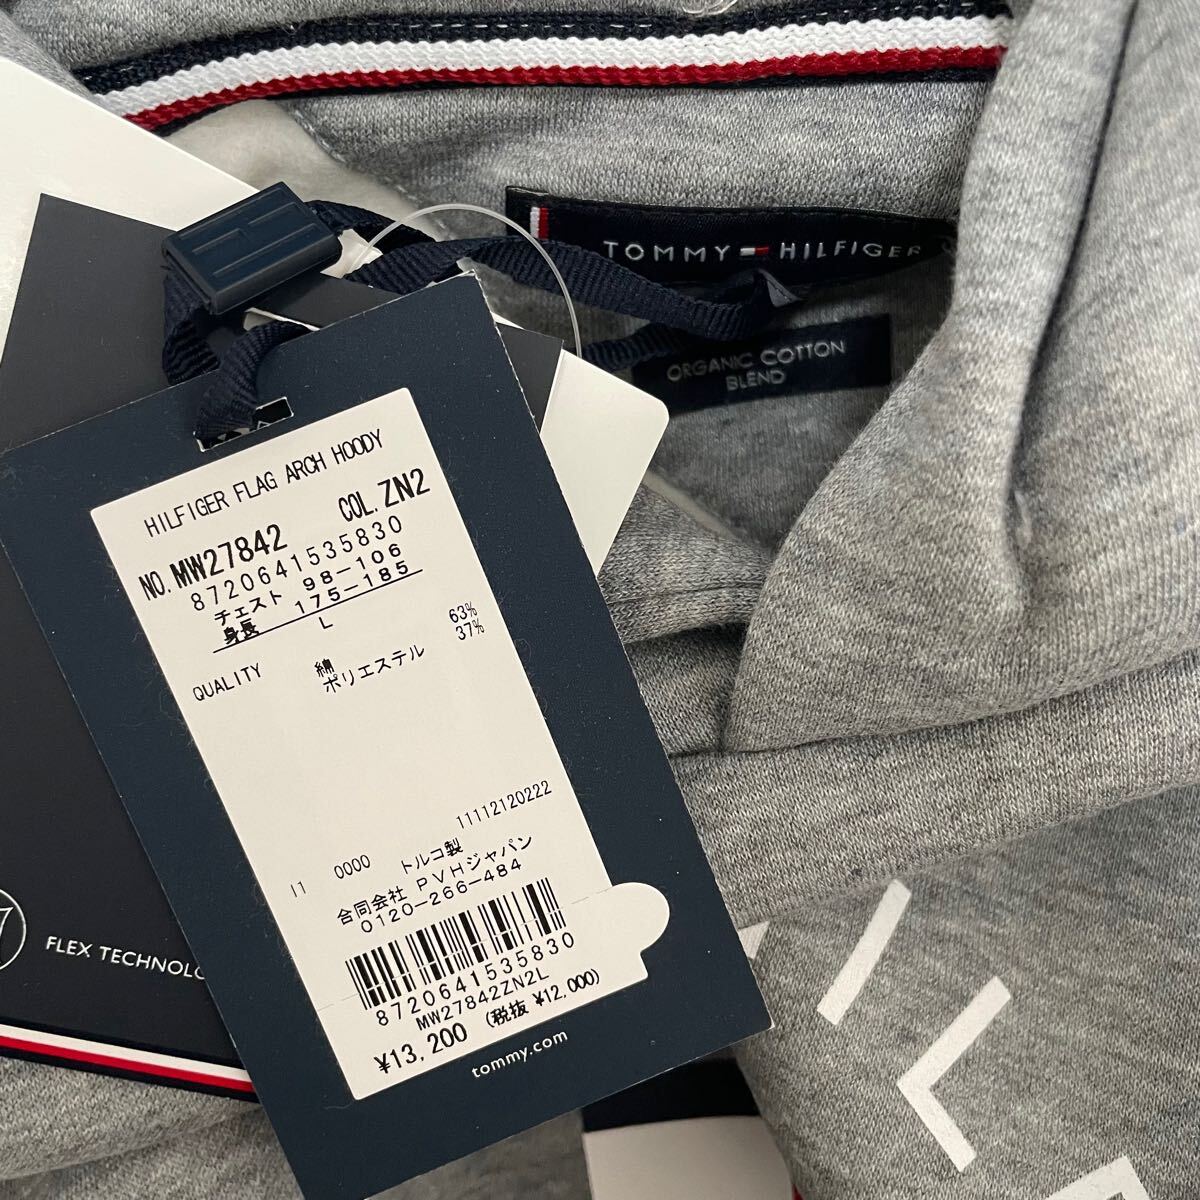 TOMMY HILFIGER
ORGANIC COTTON
BLEND
HILFIGER FLAG ARCH HOODY
NO. MW27842 COL. ZN2
8720641535830
チェスト 98-106
身長 175-185
L
QUALITY 綿 63%
ポリエステル 37%
11112120222
I1 0000 トルコ製
合同会社 PVHジャパン
0120-266-484
8720641535830
MW27842ZN2L
¥13,200 (税抜 ¥12,000)
tommy.com
FLEX